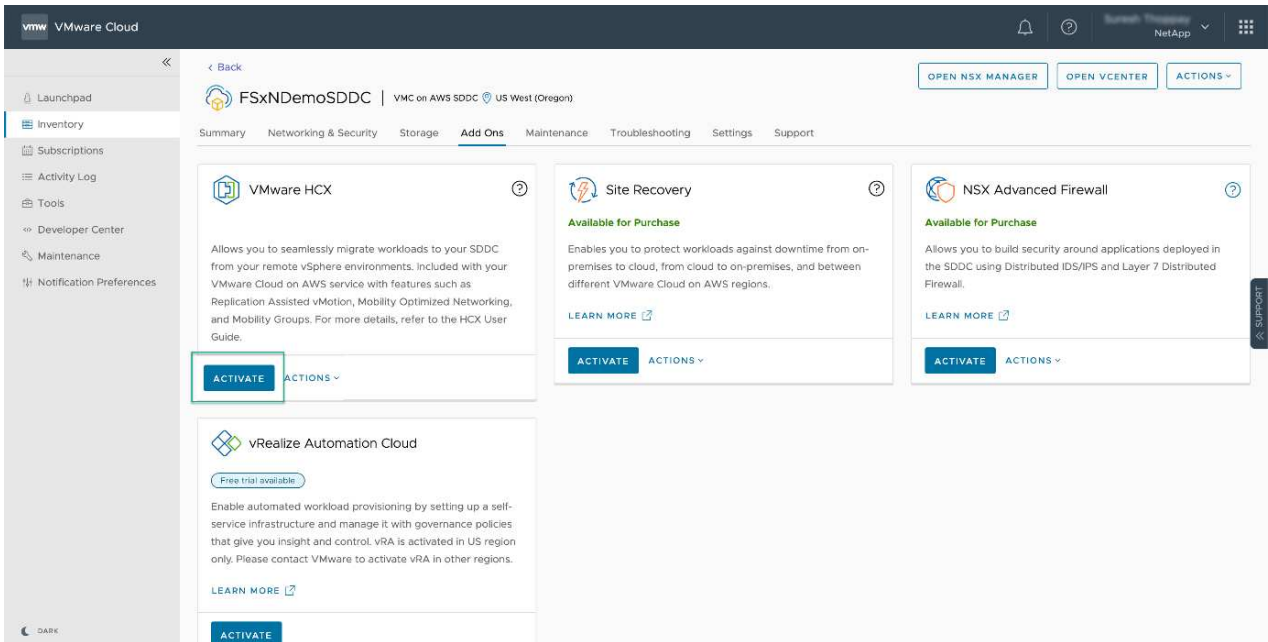 vmw VMware Cloud
NetApp
< Back
OPEN NSX MANAGER
OPEN VCENTER
ACTIONS
FSxNDemoSDDC | VMC on AWS SDDC US West (Oregon)
Launchpad
Inventory
Subscriptions
Activity Log
Tools
Developer Center
Maintenance
Notification Preferences
DARK
Summary Networking & Security Storage Add Ons Maintenance Troubleshooting Settings Support
VMware HCX
Allows you to seamlessly migrate workloads to your SDDC
from your remote vSphere environments. Included with your
VMware Cloud on AWS service with features such as
Replication Assisted vMotion, Mobility Optimized Networking,
and Mobility Groups. For more details, refer to the HCX User
Guide.
ACTIVATE ACTIONS
Site Recovery
Available for Purchase
Enables you to protect workloads against downtime from on-
premises to cloud, from cloud to on-premises, and between
different VMware Cloud on AWS regions.
LEARN MORE
ACTIVATE ACTIONS
NSX Advanced Firewall
Available for Purchase
Allows you to build security around applications deployed in
the SDDC using Distributed IDS/IPS and Layer 7 Distributed
Firewall.
LEARN MORE
ACTIVATE ACTIONS
vRealize Automation Cloud
Free trial available
Enable automated workload provisioning by setting up a self-
service infrastructure and manage it with governance policies
that give you insight and control. vRA is activated in US region
only. Please contact VMware to activate vRA in other regions.
LEARN MORE
ACTIVATE
SUPPORT